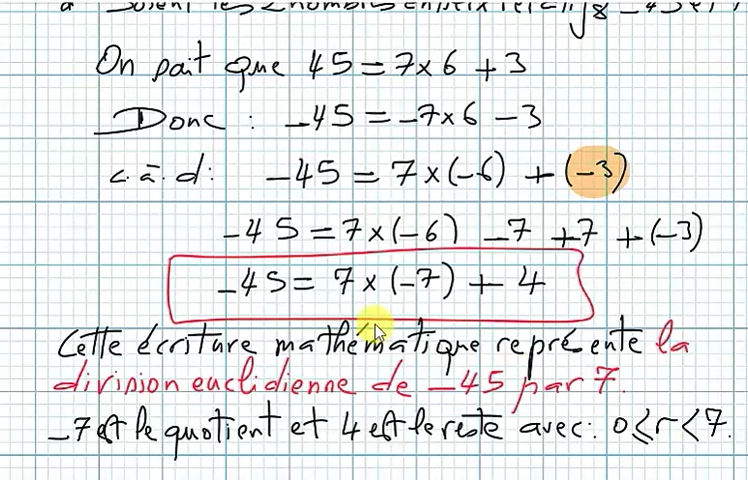 On sait que 45 = 7 x 6 + 3
Donc : -45 = -7 x 6 - 3
c.à.d: -45 = 7 x (-6) + (-3)
-45 = 7 x (-6) -7 +7 + (-3)
-45 = 7 x (-7) + 4
Cette écriture mathématique représente la
division euclidienne de -45 par 7.
-7 est le quotient et 4 est le reste avec: 0 ≤ r < 7.